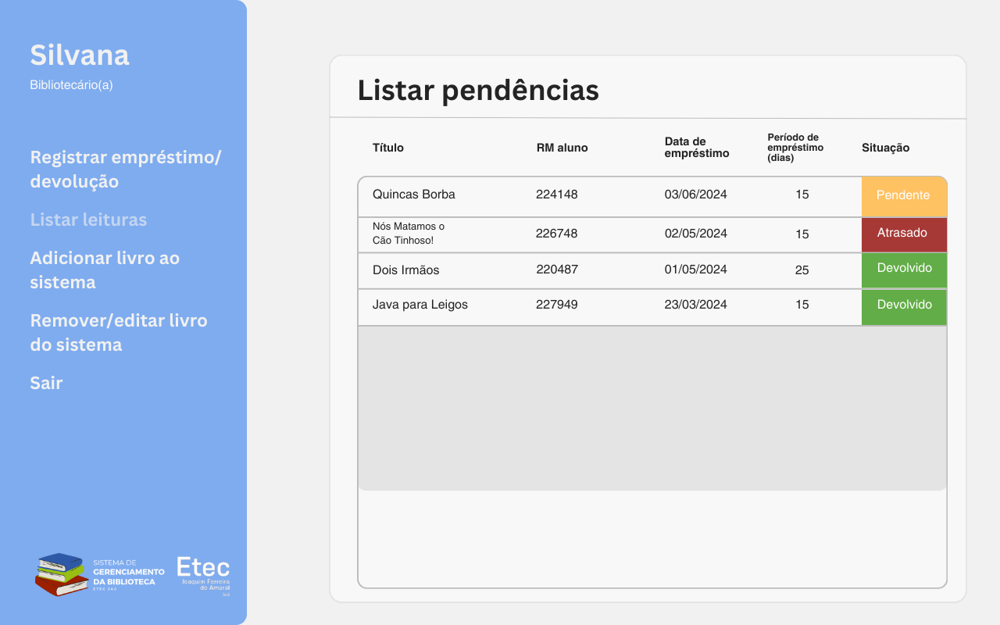 Silvana
Bibliotecário(a)
Registrar empréstimo/
devolução
Listar leituras
Adicionar livro ao
sistema
Remover/editar livro
do sistema
Sair
SISTEMA DE
GERENCIAMENTO
DA BIBLIOTECA
ETEC JAÚ
Etec
Joaquim Ferreira
do Amaral
Jaú
Listar pendências
Título
RM aluno
Data de
empréstimo
Período de
empréstimo
(dias)
Situação
Quincas Borba
224148
03/06/2024
15
Pendente
Nós Matamos o
Cão Tinhoso!
226748
02/05/2024
15
Atrasado
Dois Irmãos
220487
01/05/2024
25
Devolvido
Java para Leigos
227949
23/03/2024
15
Devolvido